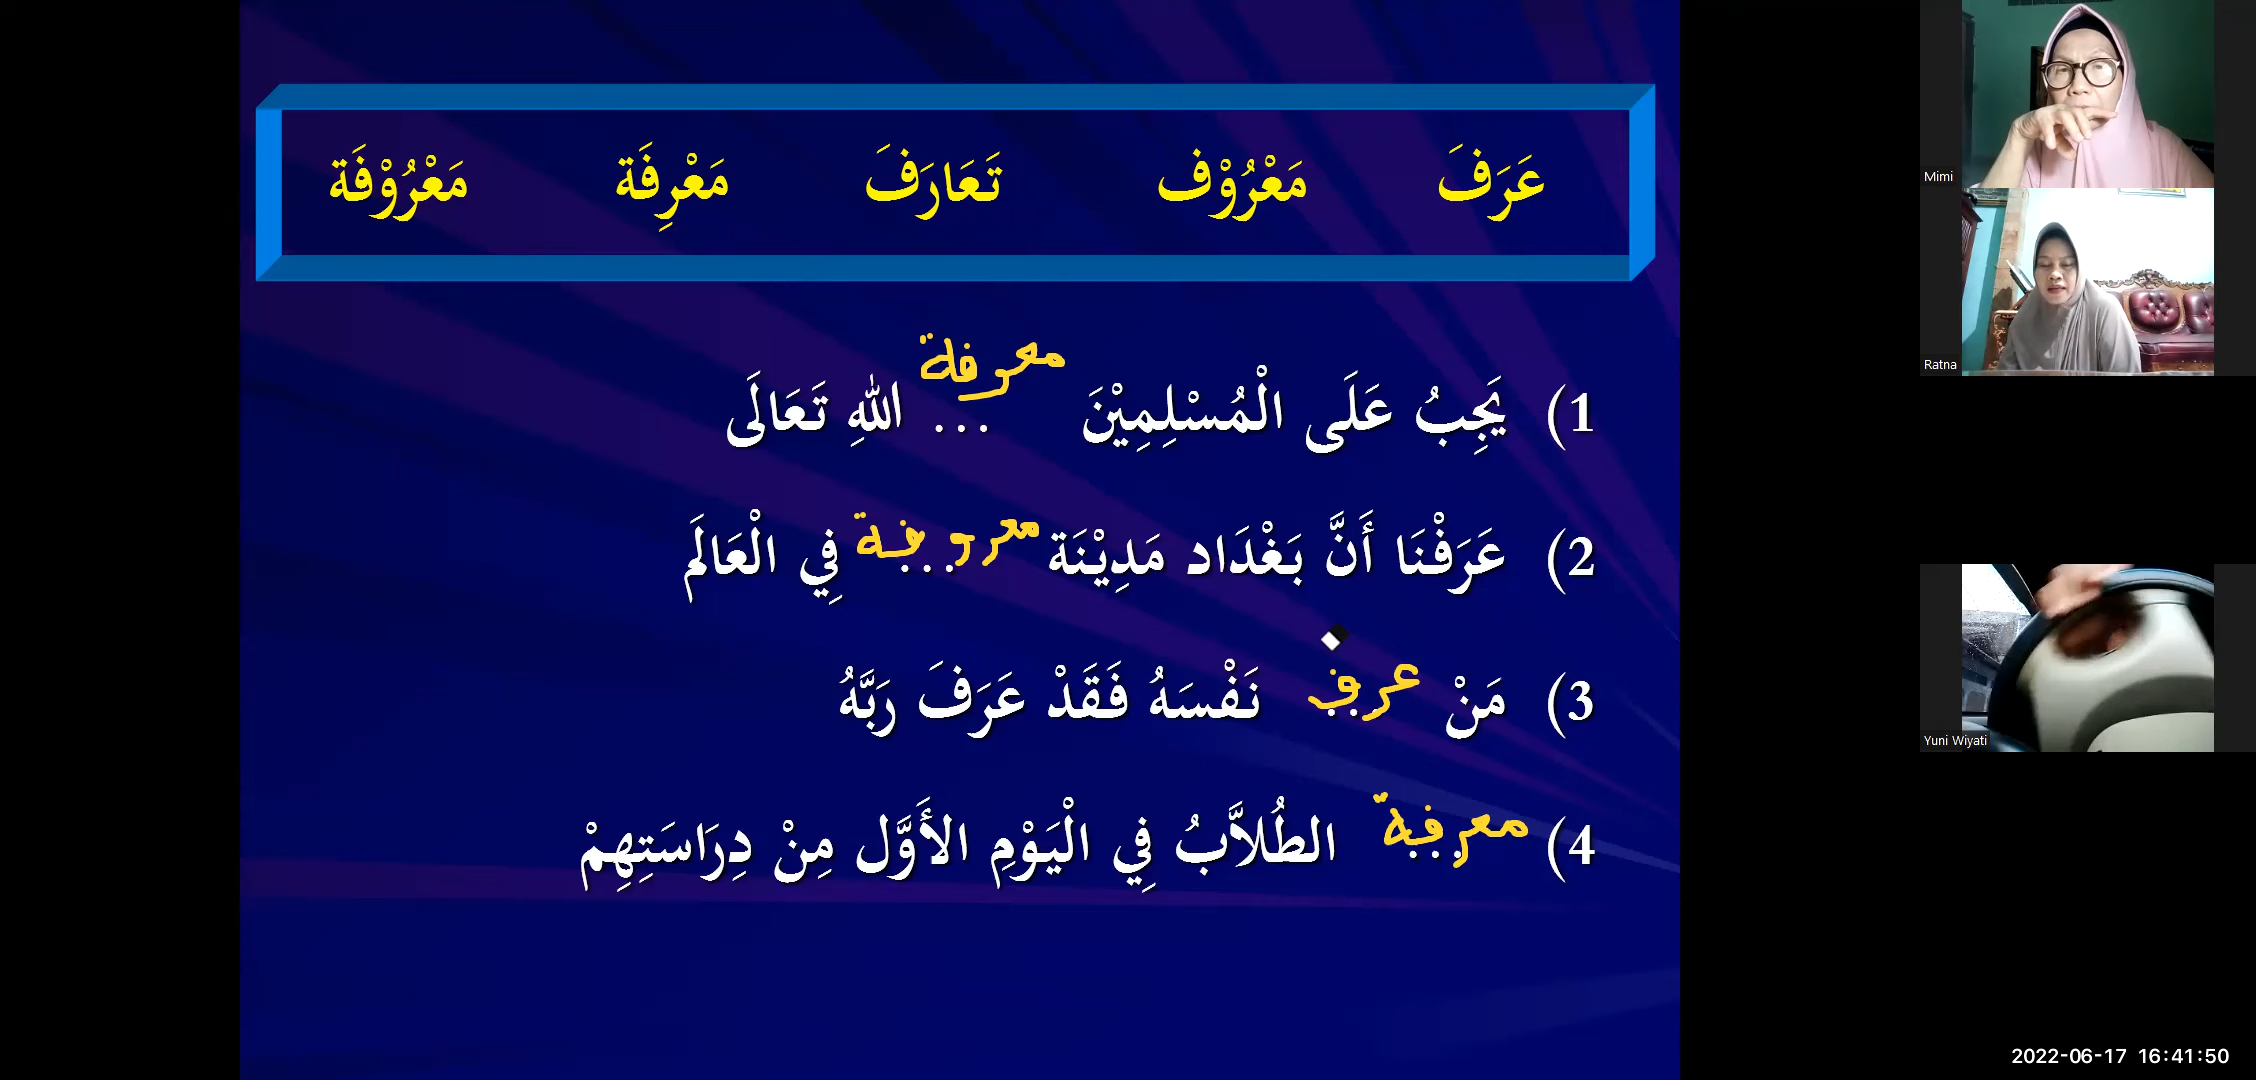 عَرَفَ مَعْرُوْف تَعَارَفَ مَعْرِفَة مَعْرُوْفَة
1) يَجِبُ عَلَى الْمُسْلِمِيْنَ معرفة ... اللهِ تَعَالَى
2) عَرَفْنَا أَنَّ بَغْدَاد مَدِيْنَة معروفة ... فِي الْعَالَم
3) مَنْ عرف ... نَفْسَهُ فَقَدْ عَرَفَ رَبَّهُ
4) معرفة ... الطُلاَّبُ فِي الْيَوْمِ الأَوَّل مِنْ دِرَاسَتِهِمْ
Mimi
Ratna
Yuni Wiyati
2022-06-17 16:41:50